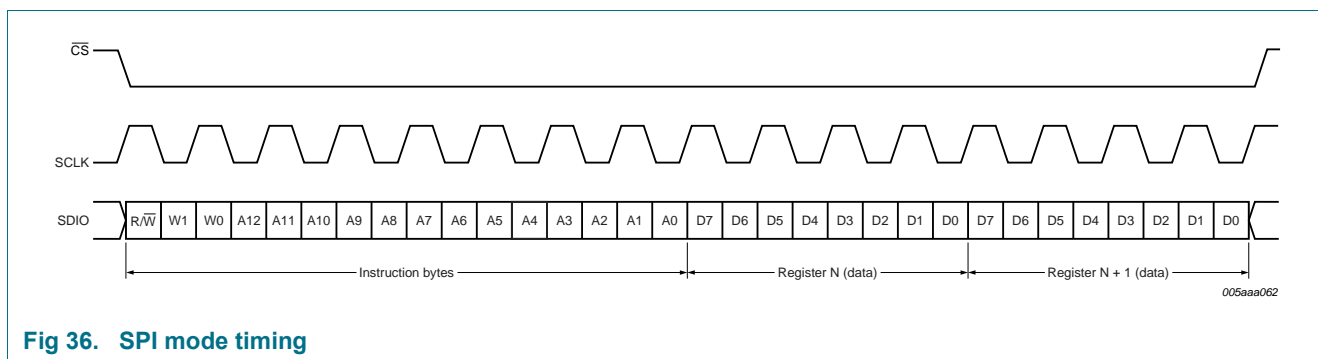 CS
SCLK
SDIO R/W W1 W0 A12 A11 A10 A9 A8 A7 A6 A5 A4 A3 A2 A1 A0 D7 D6 D5 D4 D3 D2 D1 D0 D7 D6 D5 D4 D3 D2 D1 D0
Instruction bytes Register N (data) Register N + 1 (data)
005aaa062
Fig 36. SPI mode timing